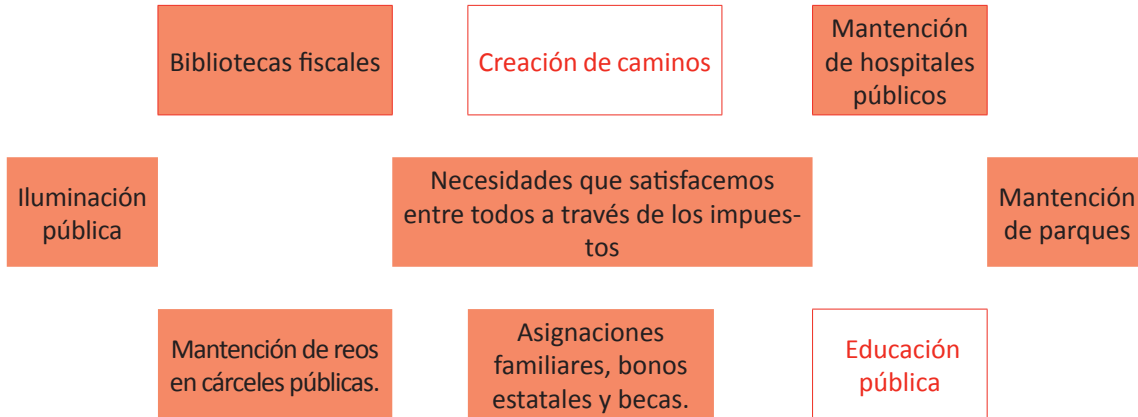 Bibliotecas fiscales
Creación de caminos
Mantención
de hospitales
públicos
Iluminación
pública
Necesidades que satisfacemos
entre todos a través de los impues-
tos
Mantención
de parques
Mantención de reos
en cárceles públicas.
Asignaciones
familiares, bonos
estatales y becas.
Educación
pública